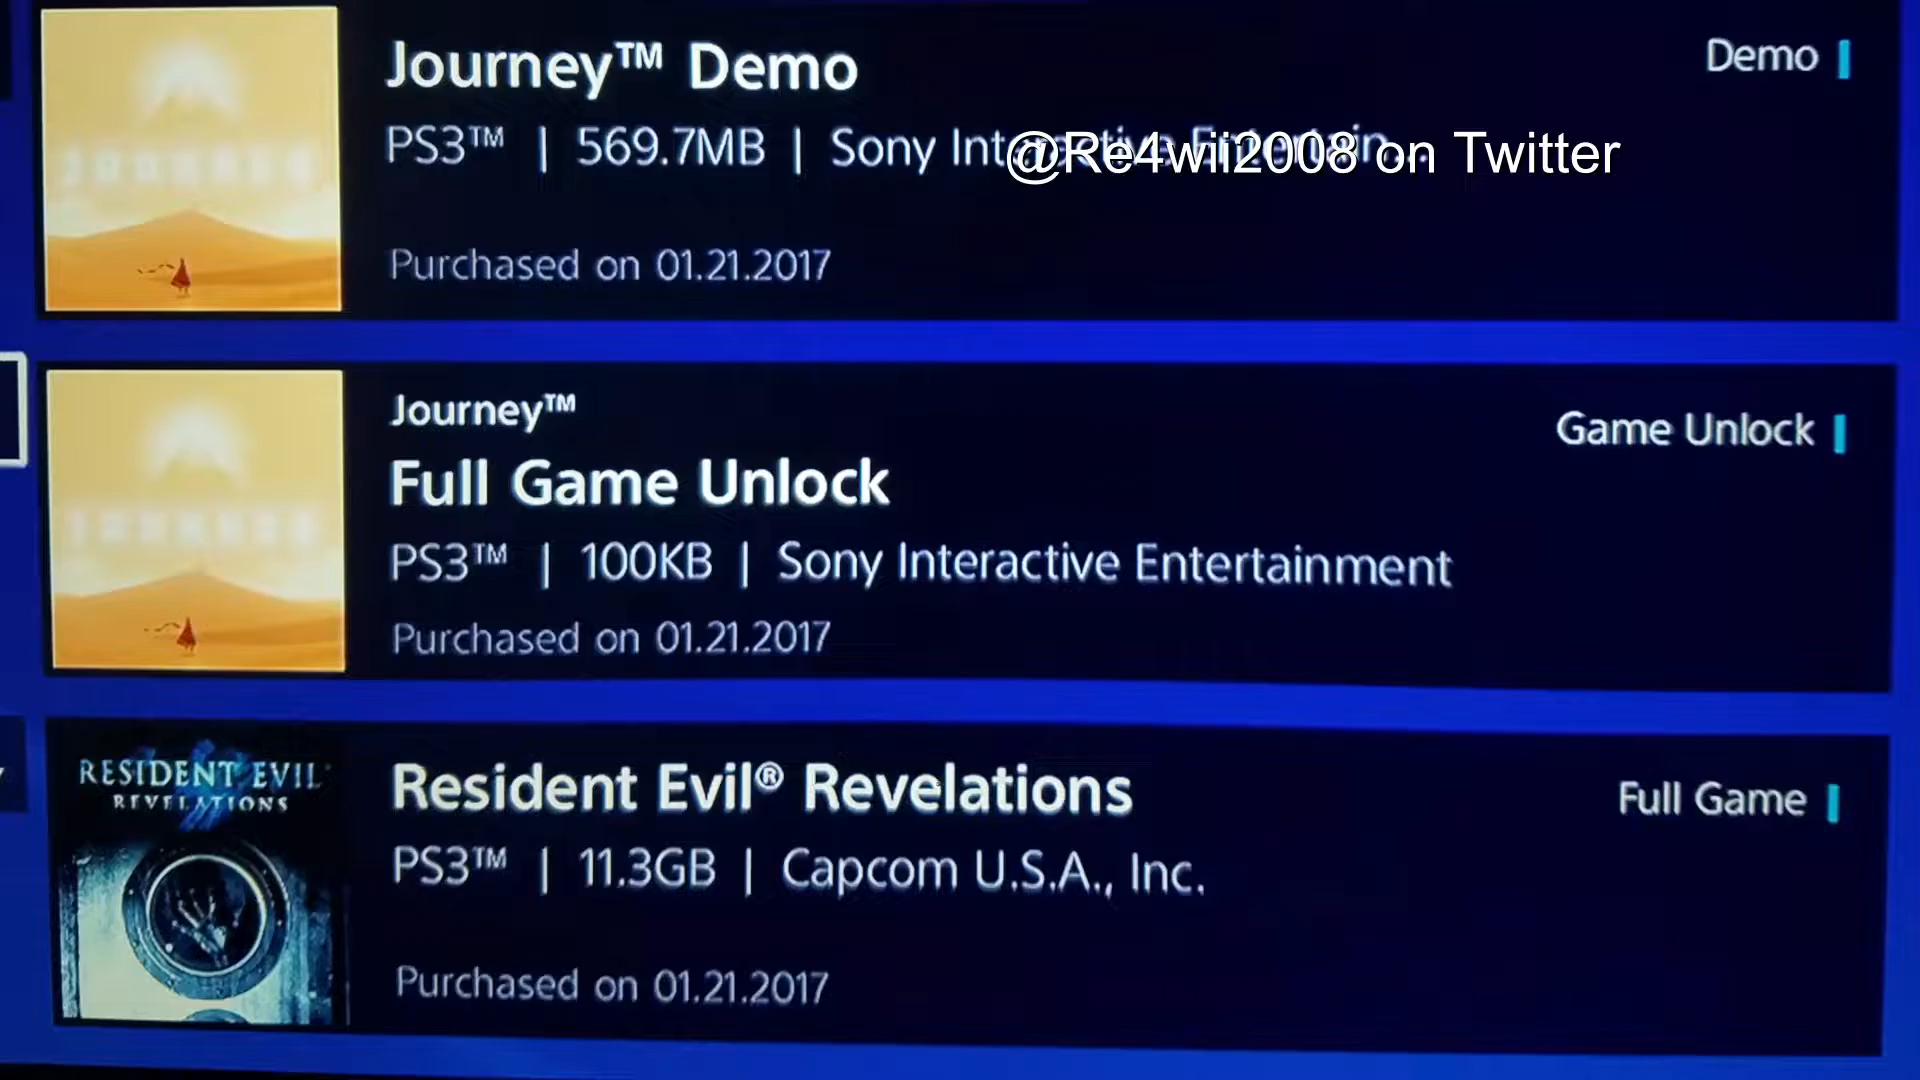 Journey™ Demo
Demo
PS3™ | 569.7MB | Sony Interactive Entertain...
@Re4wii2008 on Twitter
Purchased on 01.21.2017
Journey™
Game Unlock
Full Game Unlock
PS3™ | 100KB | Sony Interactive Entertainment
Purchased on 01.21.2017
RESIDENT EVIL
REVELATIONS
Resident Evil® Revelations
Full Game
PS3™ | 11.3GB | Capcom U.S.A., Inc.
Purchased on 01.21.2017